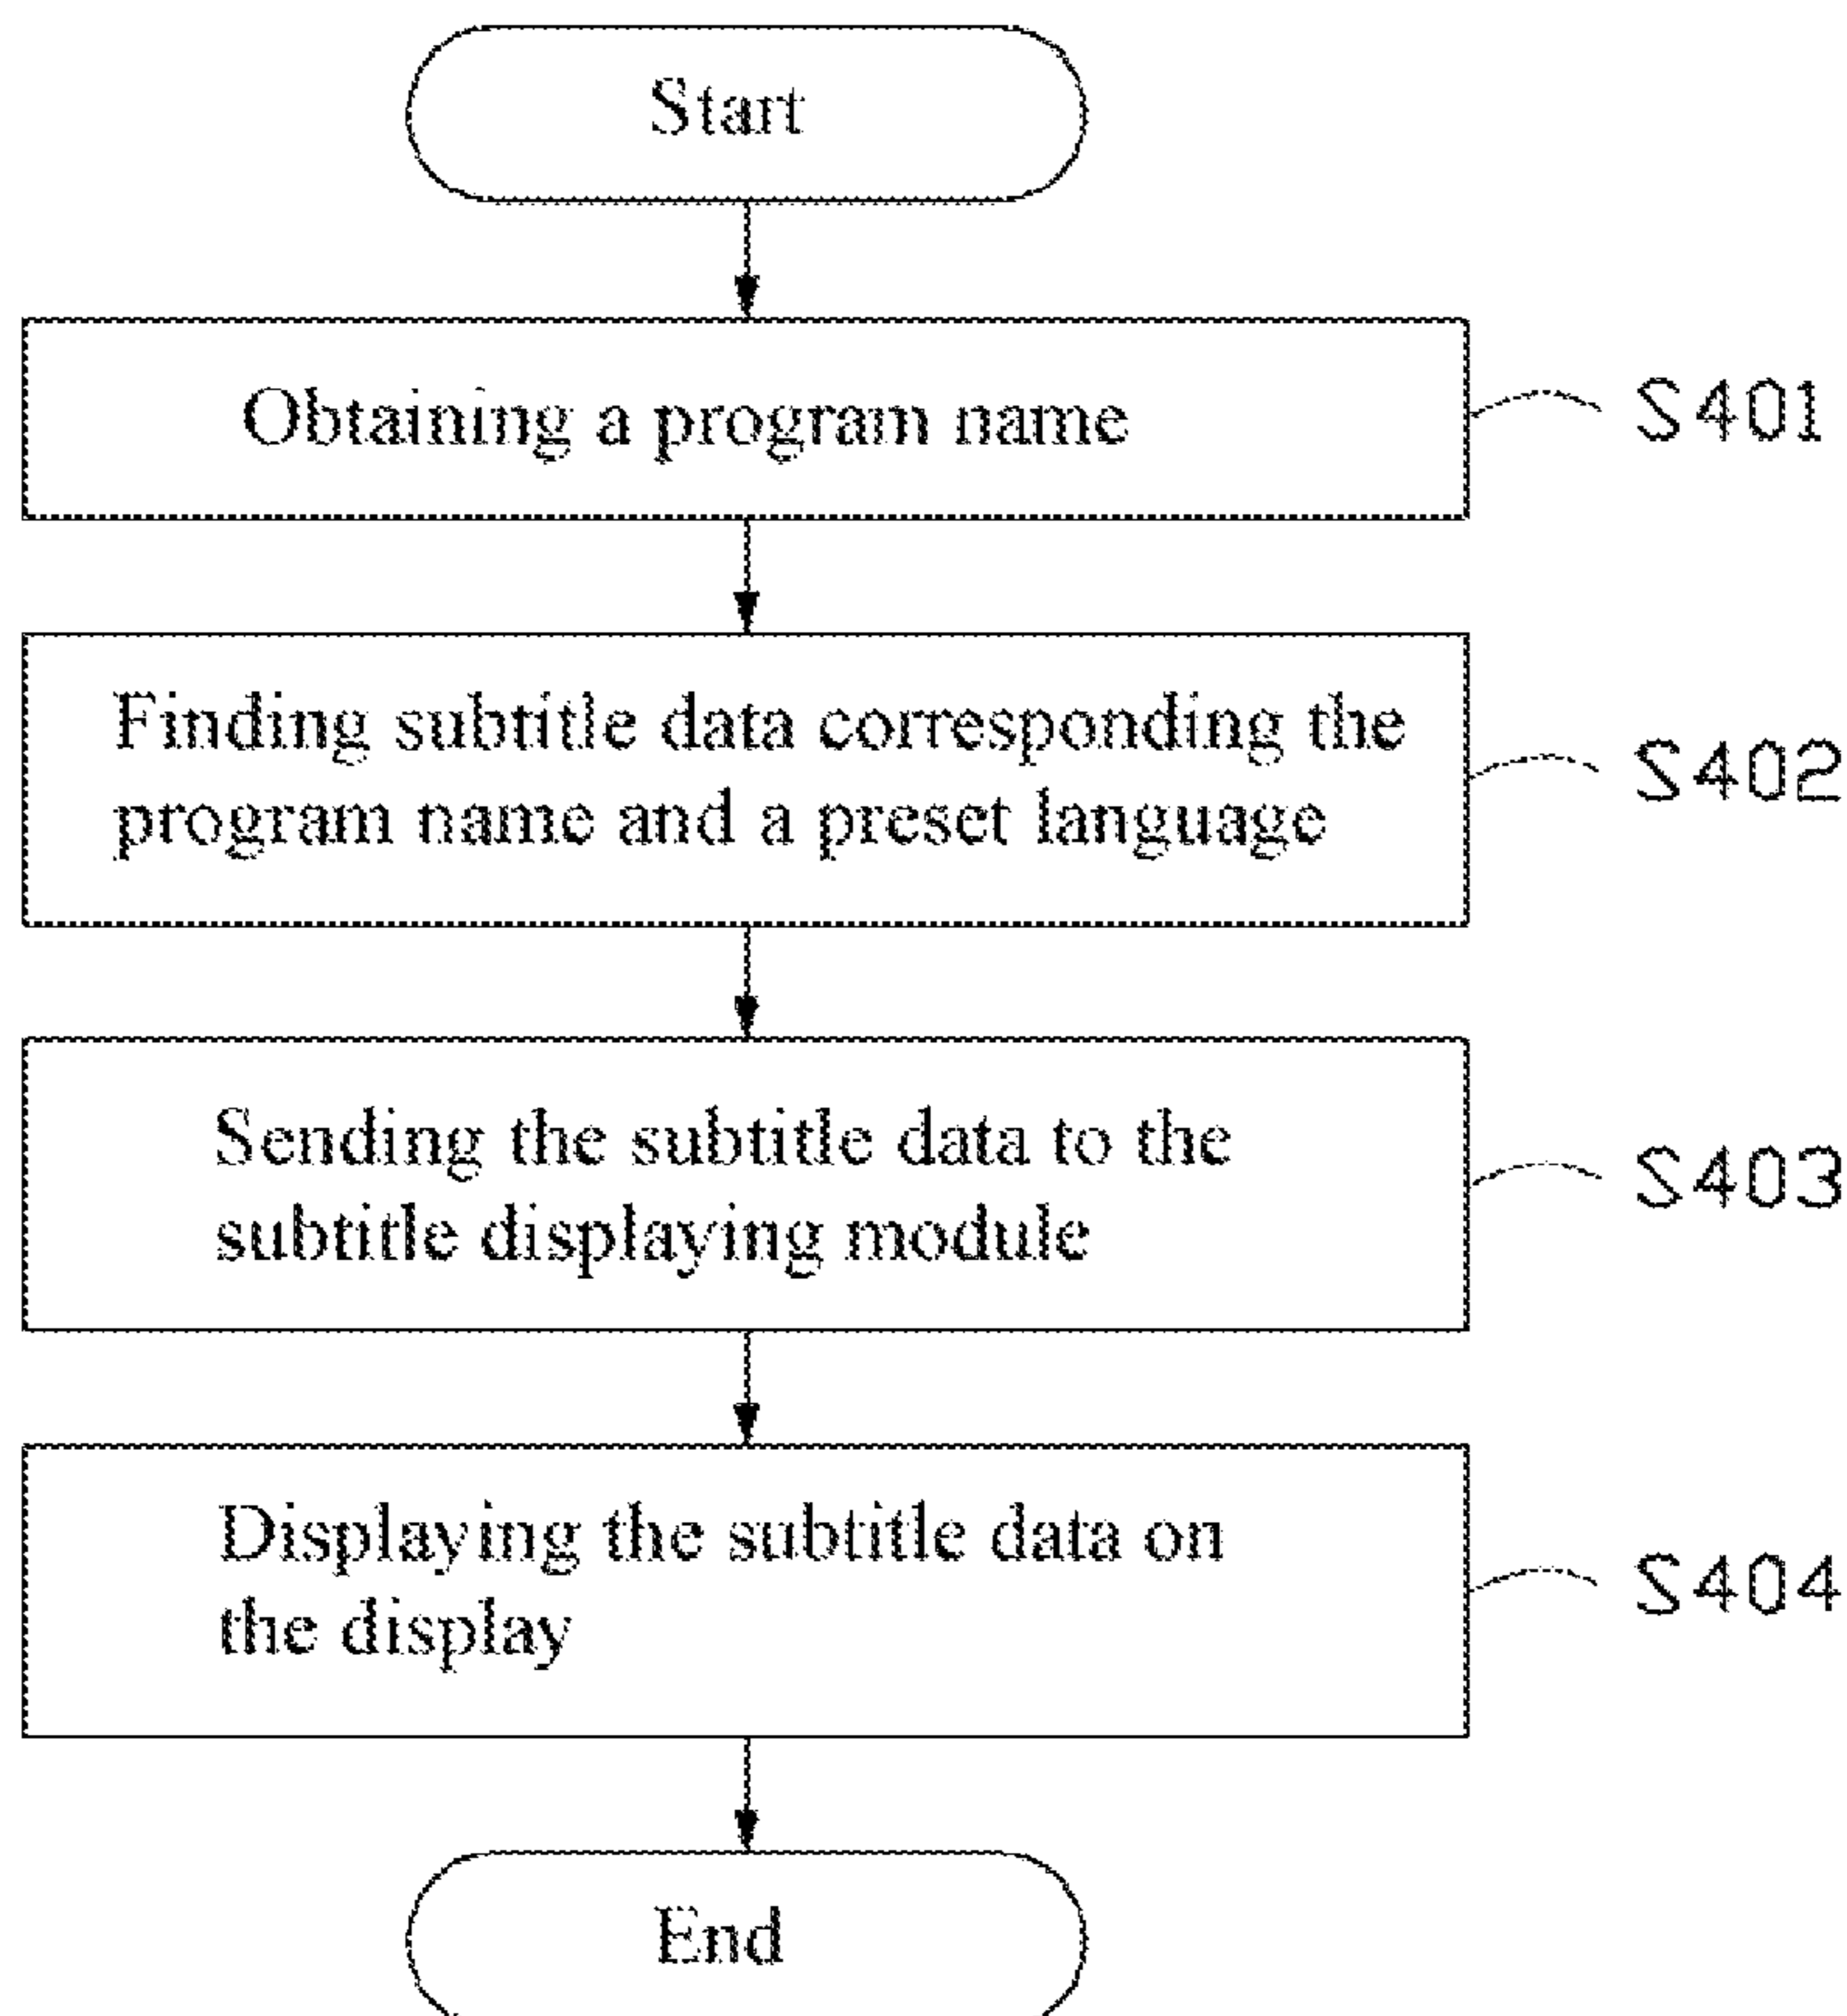 Start
Obtaining a program name
S401
Finding subtitle data corresponding the
program name and a preset language
S402
Sending the subtitle data to the
subtitle displaying module
S403
Displaying the subtitle data on
the display
S404
End